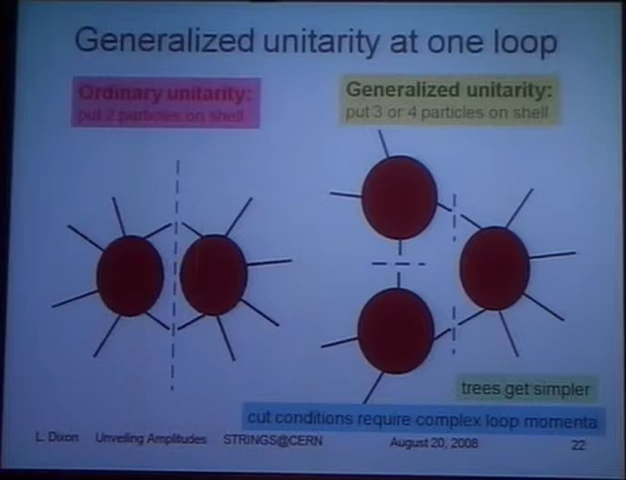 Generalized unitarity at one loop
Ordinary unitarity:
put 2 particles on shell
Generalized unitarity:
put 3 or 4 particles on shell
trees get simpler
cut conditions require complex loop momenta
L. Dixon Unveiling Amplitudes STRINGS@CERN August 20, 2008 22